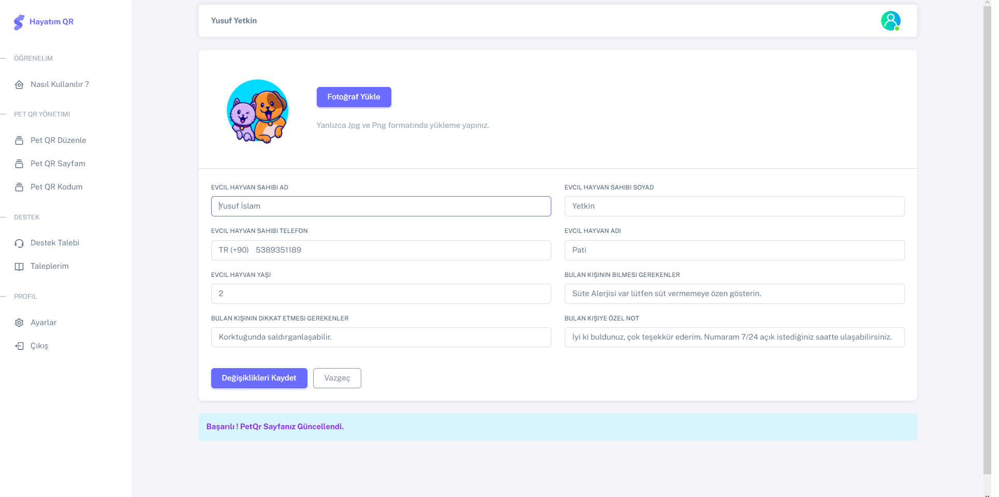 Hayatım QR
ÖĞRENELIM
Nasıl Kullanılır ?
PET QR YÖNETIMI
Pet QR Düzenle
Pet QR Sayfam
Pet QR Kodum
DESTEK
Destek Talebi
Taleplerim
PROFIL
Ayarlar
Çıkış
Yusuf Yetkin
Fotoğraf Yükle
Yanlızca Jpg ve Png formatında yükleme yapınız.
EVCIL HAYVAN SAHIBI AD
Yusuf İslam
EVCIL HAYVAN SAHIBI SOYAD
Yetkin
EVCIL HAYVAN SAHIBI TELEFON
TR (+90) 5389351189
EVCIL HAYVAN ADI
Pati
EVCIL HAYVAN YAŞI
2
BULAN KIŞININ BILMESI GEREKENLER
Süte Alerjisi var lütfen süt vermemeye özen gösterin.
BULAN KIŞININ DIKKAT ETMESI GEREKENLER
Korktuğunda saldırganlaşabilir.
BULAN KIŞIYE ÖZEL NOT
İyi ki buldunuz, çok teşekkür ederim. Numaram 7/24 açık istediğiniz saatte ulaşabilirsiniz.
Değişiklikleri Kaydet
Vazgeç
Başarılı ! PetQr Sayfanız Güncellendi.